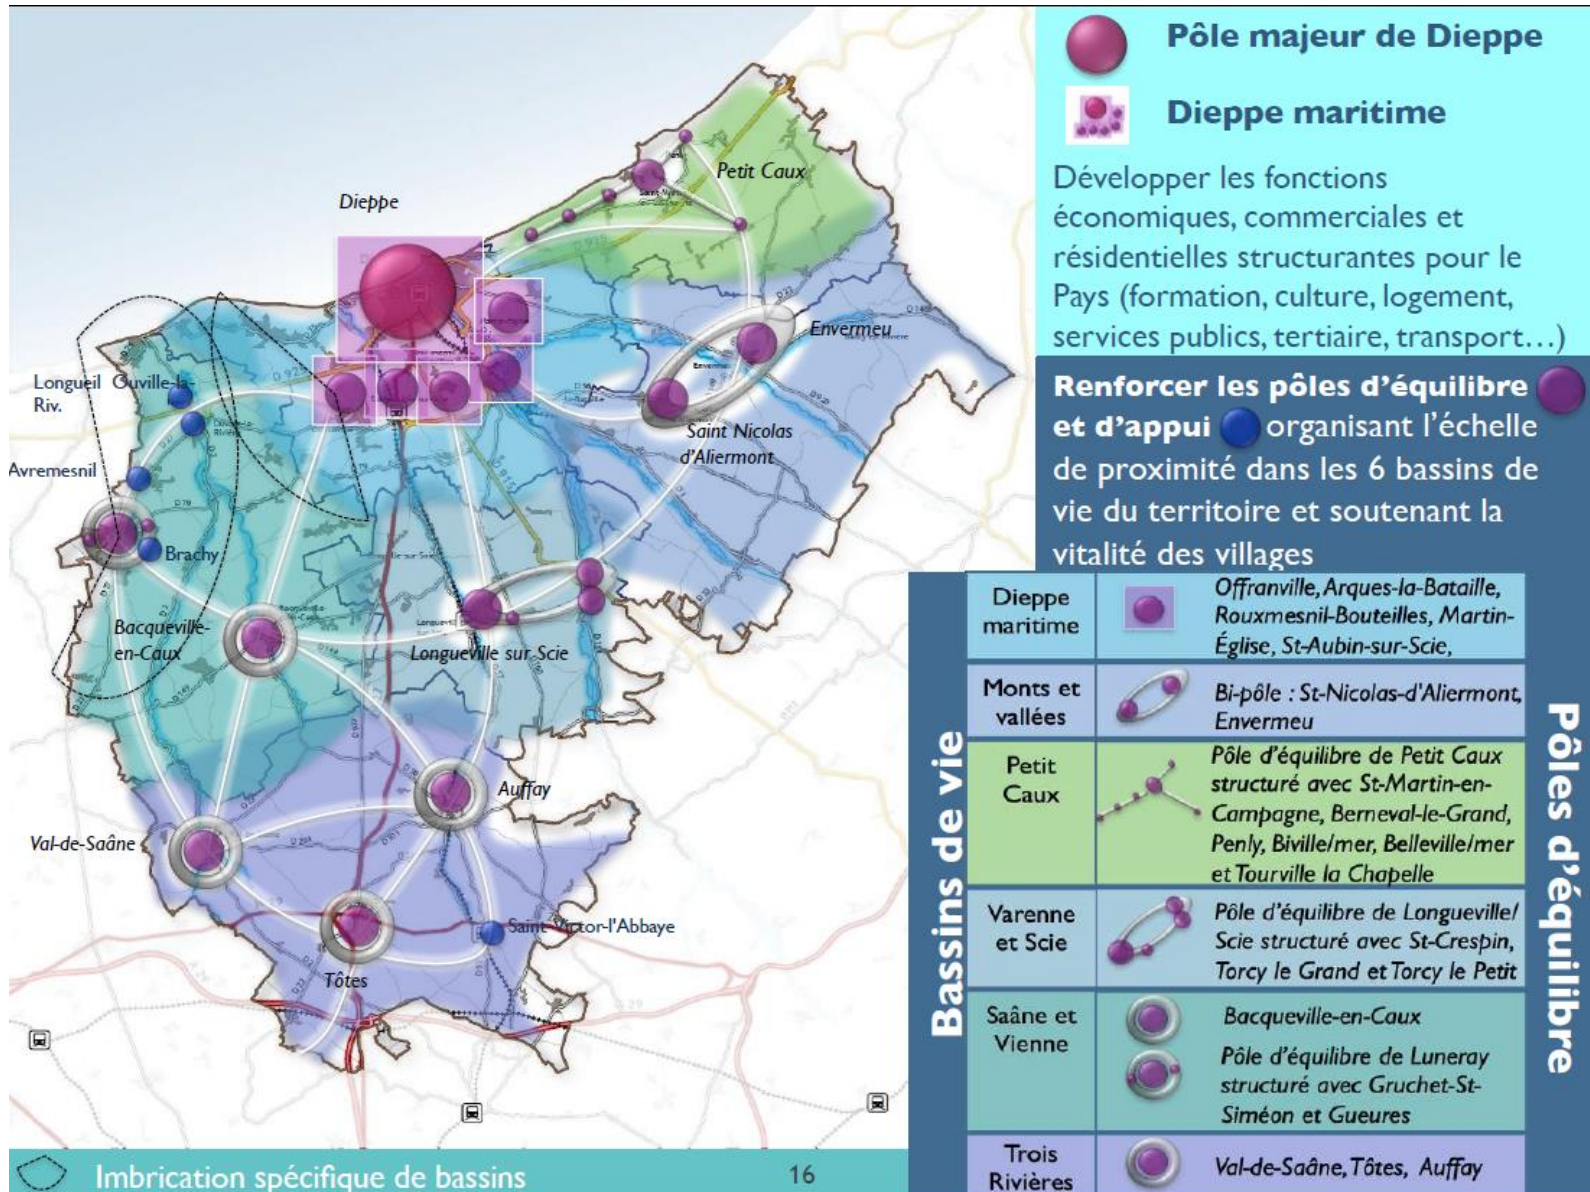 Pôle majeur de Dieppe
Dieppe maritime
Développer les fonctions
économiques, commerciales et
résidentielles structurantes pour le
Pays (formation, culture, logement,
services publics, tertiaire, transport…)
Renforcer les pôles d'équilibre
et d'appui organisant l'échelle
de proximité dans les 6 bassins de
vie du territoire et soutenant la
vitalité des villages
Dieppe
Petit Caux
D 925
Envermeu
Envermeu
Saint Nicolas
d'Aliermont
Longueil Ouville-la-
Riv.
Avremesnil
Brachy
Bacqueville-
en-Caux
Longueville sur Scie
Auffay
Val-de-Saâne
Saint-Victor-l'Abbaye
Tôtes
Bassins de vie
Pôles d'équilibre
Dieppe
maritime
Offranville, Arques-la-Bataille,
Rouxmesnil-Bouteilles, Martin-
Église, St-Aubin-sur-Scie,
Monts et
vallées
Bi-pôle : St-Nicolas-d'Aliermont,
Envermeu
Petit
Caux
Pôle d'équilibre de Petit Caux
structuré avec St-Martin-en-
Campagne, Berneval-le-Grand,
Penly, Biville/mer, Belleville/mer
et Tourville la Chapelle
Varenne
et Scie
Pôle d'équilibre de Longueville/
Scie structuré avec St-Crespin,
Torcy le Grand et Torcy le Petit
Saâne et
Vienne
Bacqueville-en-Caux
Pôle d'équilibre de Luneray
structuré avec Gruchet-St-
Siméon et Gueures
Trois
Rivières
Val-de-Saâne, Tôtes, Auffay
Imbrication spécifique de bassins
16